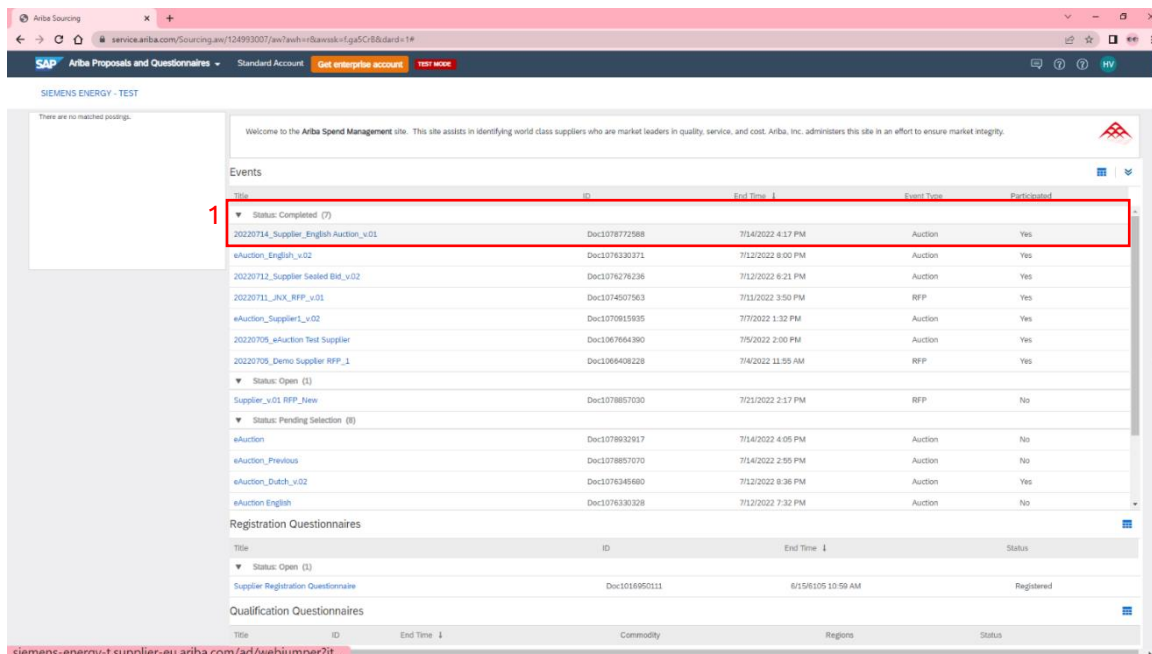 Ariba Sourcing
service.ariba.com/Sourcing.aw/124993007/aw?awh=r&awssk=f.gaSCrB&dard=1#
SAP Ariba Proposals and Questionnaires Standard Account Get enterprise account TEST MODE HV
SIEMENS ENERGY - TEST
There are no matched postings.
Welcome to the Ariba Spend Management site. This site assists in identifying world class suppliers who are market leaders in quality, service, and cost. Ariba, Inc. administers this site in an effort to ensure market integrity.
Events
Title ID End Time ↓ Event Type Participated
1
Status: Completed (7)
20220714_Supplier_English Auction_v.01 Doc1078772588 7/14/2022 4:17 PM Auction Yes
eAuction_English_v.02 Doc1076330371 7/12/2022 8:00 PM Auction Yes
20220712_Supplier Sealed Bid_v.02 Doc1076276236 7/12/2022 6:21 PM Auction Yes
20220711_JNX_RFP_v.01 Doc1074507563 7/11/2022 3:50 PM RFP Yes
eAuction_Supplier1_v.02 Doc1070915935 7/7/2022 1:32 PM Auction Yes
20220705_eAuction Test Supplier Doc1067664390 7/5/2022 2:00 PM Auction Yes
20220705_Demo Supplier RFP_1 Doc1066408228 7/4/2022 11:55 AM RFP Yes
Status: Open (1)
Supplier_v.01 RFP_New Doc1078857030 7/21/2022 2:17 PM RFP No
Status: Pending Selection (8)
eAuction Doc1078932917 7/14/2022 4:05 PM Auction No
eAuction_Previous Doc1078857070 7/14/2022 2:55 PM Auction No
eAuction_Dutch_v.02 Doc1076345680 7/12/2022 8:36 PM Auction Yes
eAuction English Doc1076330328 7/12/2022 7:32 PM Auction No
Registration Questionnaires
Title ID End Time ↓ Status
Status: Open (1)
Supplier Registration Questionnaire Doc1016950111 6/15/6105 10:59 AM Registered
Qualification Questionnaires
Title ID End Time ↓ Commodity Regions Status
siemens-energy-t.supplier-eu.ariba.com/ad/webjumper?it